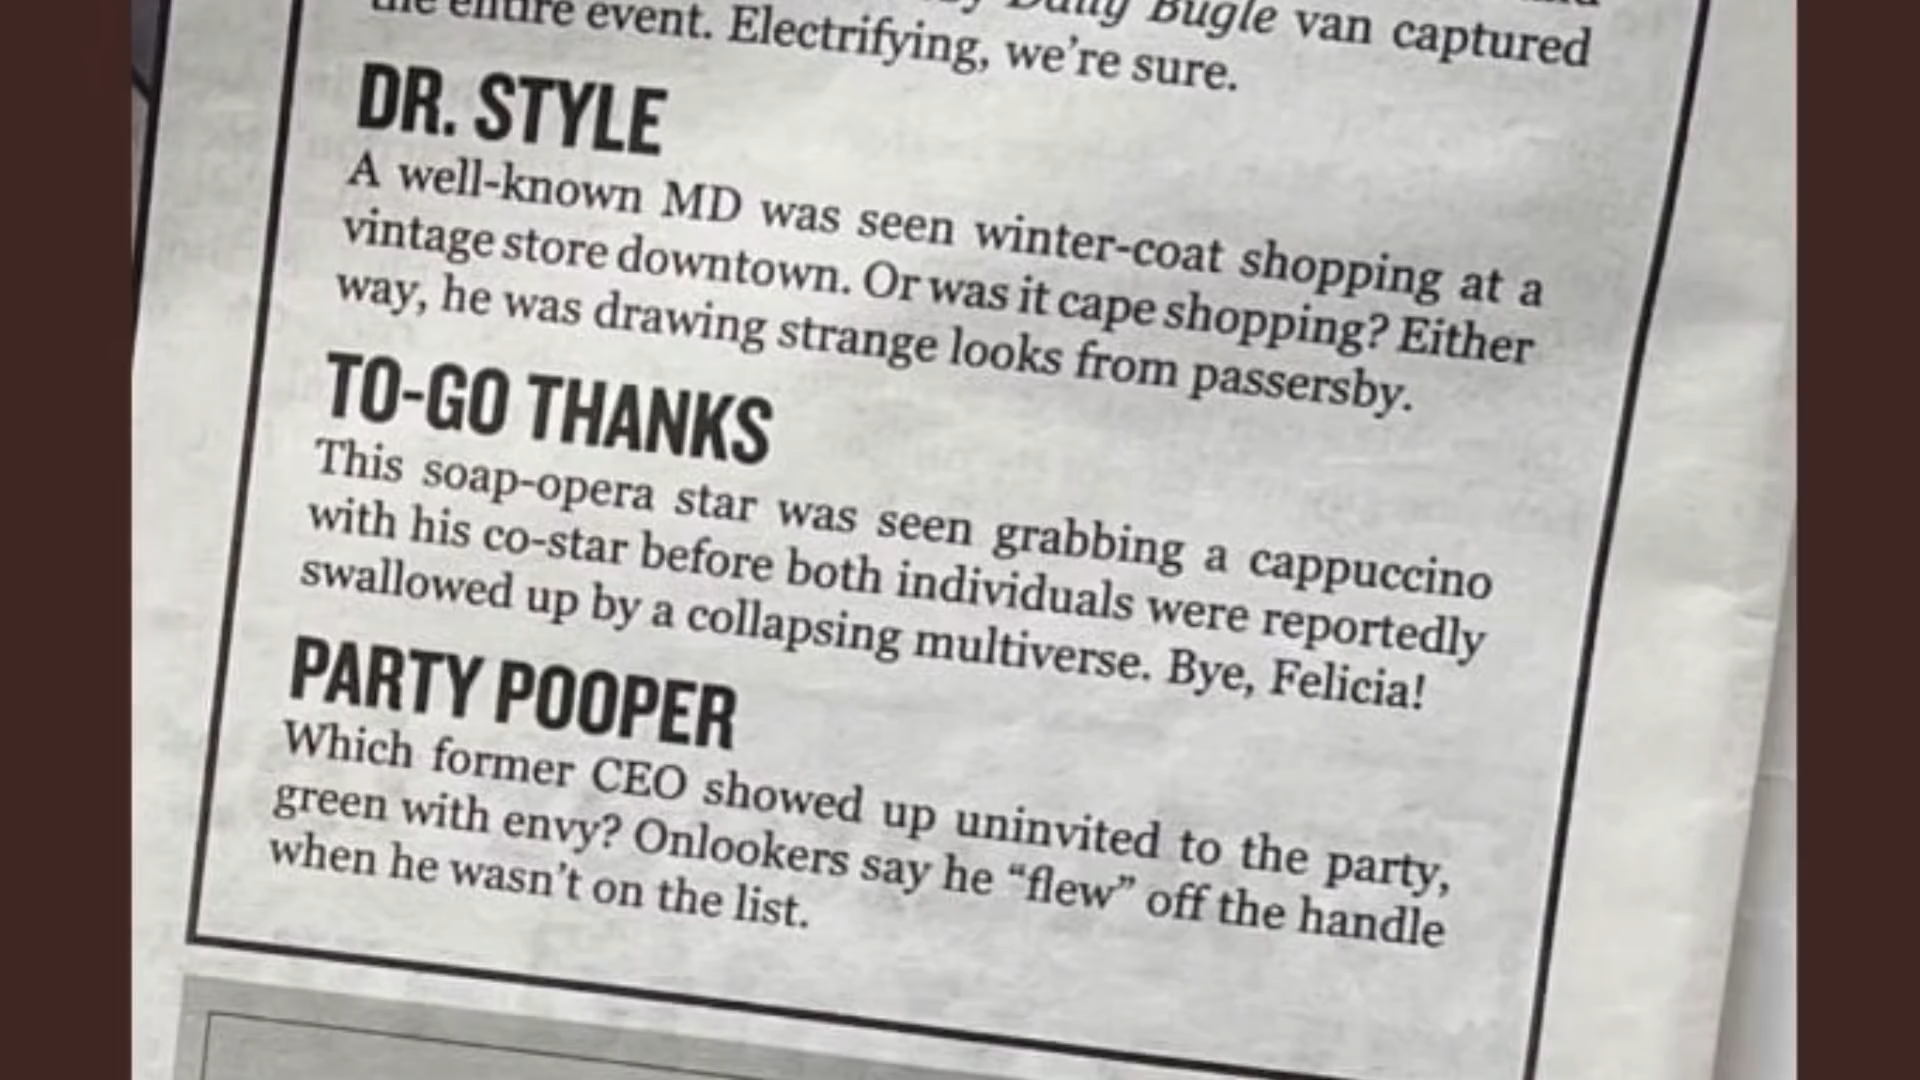 Daily Bugle van captured
the entire event. Electrifying, we're sure.
DR. STYLE
A well-known MD was seen winter-coat shopping at a
vintage store downtown. Or was it cape shopping? Either
way, he was drawing strange looks from passersby.
TO-GO THANKS
This soap-opera star was seen grabbing a cappuccino
with his co-star before both individuals were reportedly
swallowed up by a collapsing multiverse. Bye, Felicia!
PARTY POOPER
Which former CEO showed up uninvited to the party,
green with envy? Onlookers say he “flew” off the handle
when he wasn't on the list.